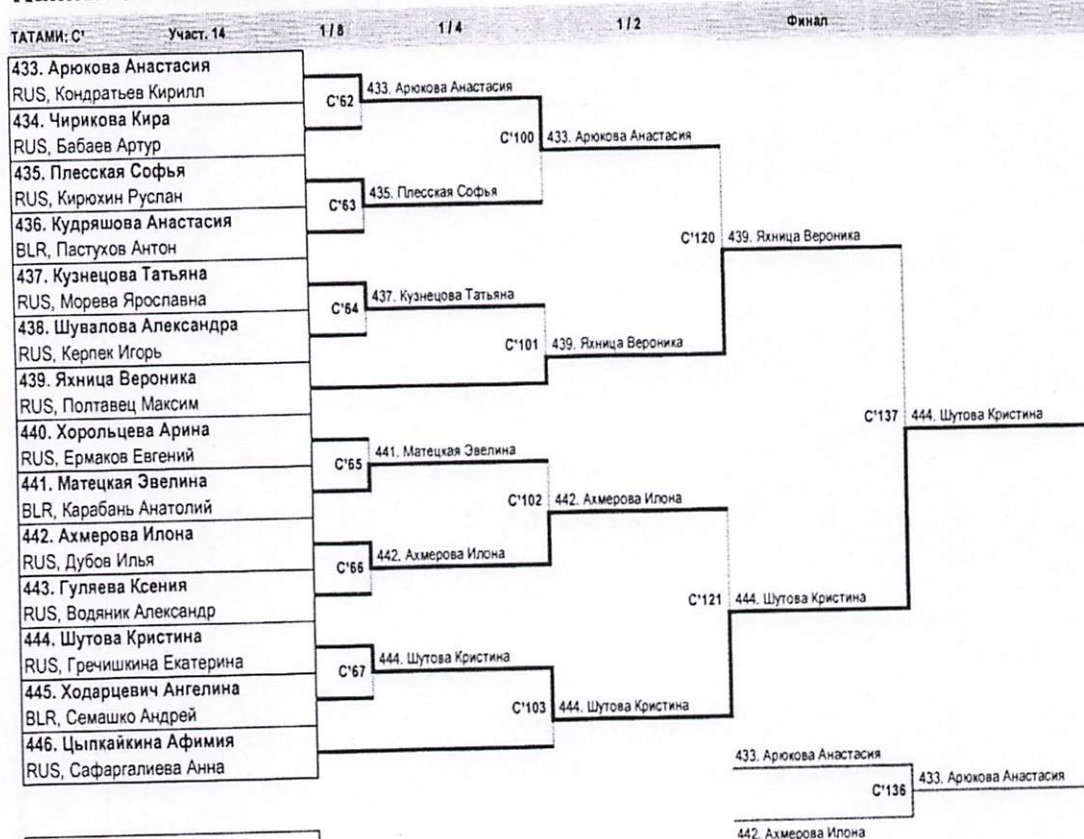 ТАТАМИ: С' Участ. 14 1/8 1/4 1/2 Финал
433. Арюкова Анастасия
RUS, Кондратьев Кирилл
434. Чирикова Кира
RUS, Бабаев Артур
435. Плесская Софья
RUS, Кирюхин Руслан
436. Кудряшова Анастасия
BLR, Пастухов Антон
437. Кузнецова Татьяна
RUS, Морева Ярославна
438. Шувалова Александра
RUS, Керпек Игорь
439. Яхница Вероника
RUS, Полтавец Максим
440. Хорольцева Арина
RUS, Ермаков Евгений
441. Матецкая Эвелина
BLR, Карабань Анатолий
442. Ахмерова Илона
RUS, Дубов Илья
443. Гуляева Ксения
RUS, Водяник Александр
444. Шутова Кристина
RUS, Гречишкина Екатерина
445. Ходарцевич Ангелина
BLR, Семашко Андрей
446. Цыпкайкина Афимия
RUS, Сафаргалиева Анна
С'62
С'63
С'64
С'65
С'66
С'67
433. Арюкова Анастасия
435. Плесская Софья
437. Кузнецова Татьяна
441. Матецкая Эвелина
442. Ахмерова Илона
444. Шутова Кристина
С'100
С'101
С'102
С'103
433. Арюкова Анастасия
439. Яхница Вероника
442. Ахмерова Илона
444. Шутова Кристина
С'120
С'121
439. Яхница Вероника
444. Шутова Кристина
С'137
444. Шутова Кристина
433. Арюкова Анастасия
С'136
433. Арюкова Анастасия
442. Ахмерова Илона